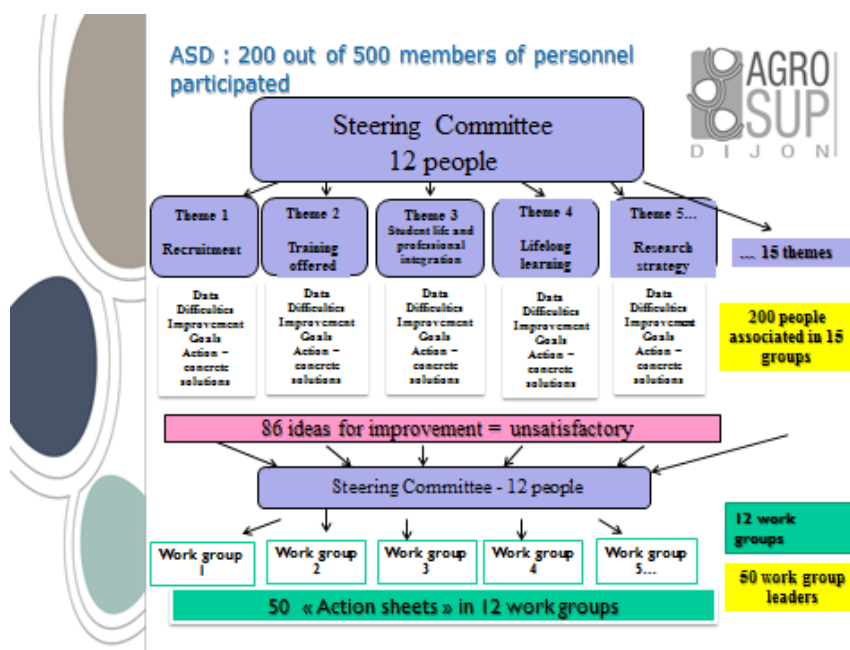 ASD : 200 out of 500 members of personnel
participated
AGRO
SUP
DIJON
Steering Committee
12 people
Theme 1
Recruitment
Theme 2
Training
offered
Theme 3
Student life and
professional
integration
Theme 4
Lifelong
learning
Theme 5...
Research
strategy
... 15 themes
Data
Difficulties
Improvement
Goals
Action –
concrete
solutions
Data
Difficulties
Improvement
Goals
Action –
concrete
solutions
Data
Difficulties
Improvement
Goals
Action –
concrete
solutions
Data
Difficulties
Improvement
Goals
Action –
concrete
solutions
Data
Difficulties
Improvement
Goals
Action –
concrete
solutions
200 people
associated in 15
groups
86 ideas for improvement = unsatisfactory
Steering Committee - 12 people
12 work
groups
Work group
1
Work group
2
Work group
3
Work group
4
Work group
5...
50 work group
leaders
50 « Action sheets » in 12 work groups